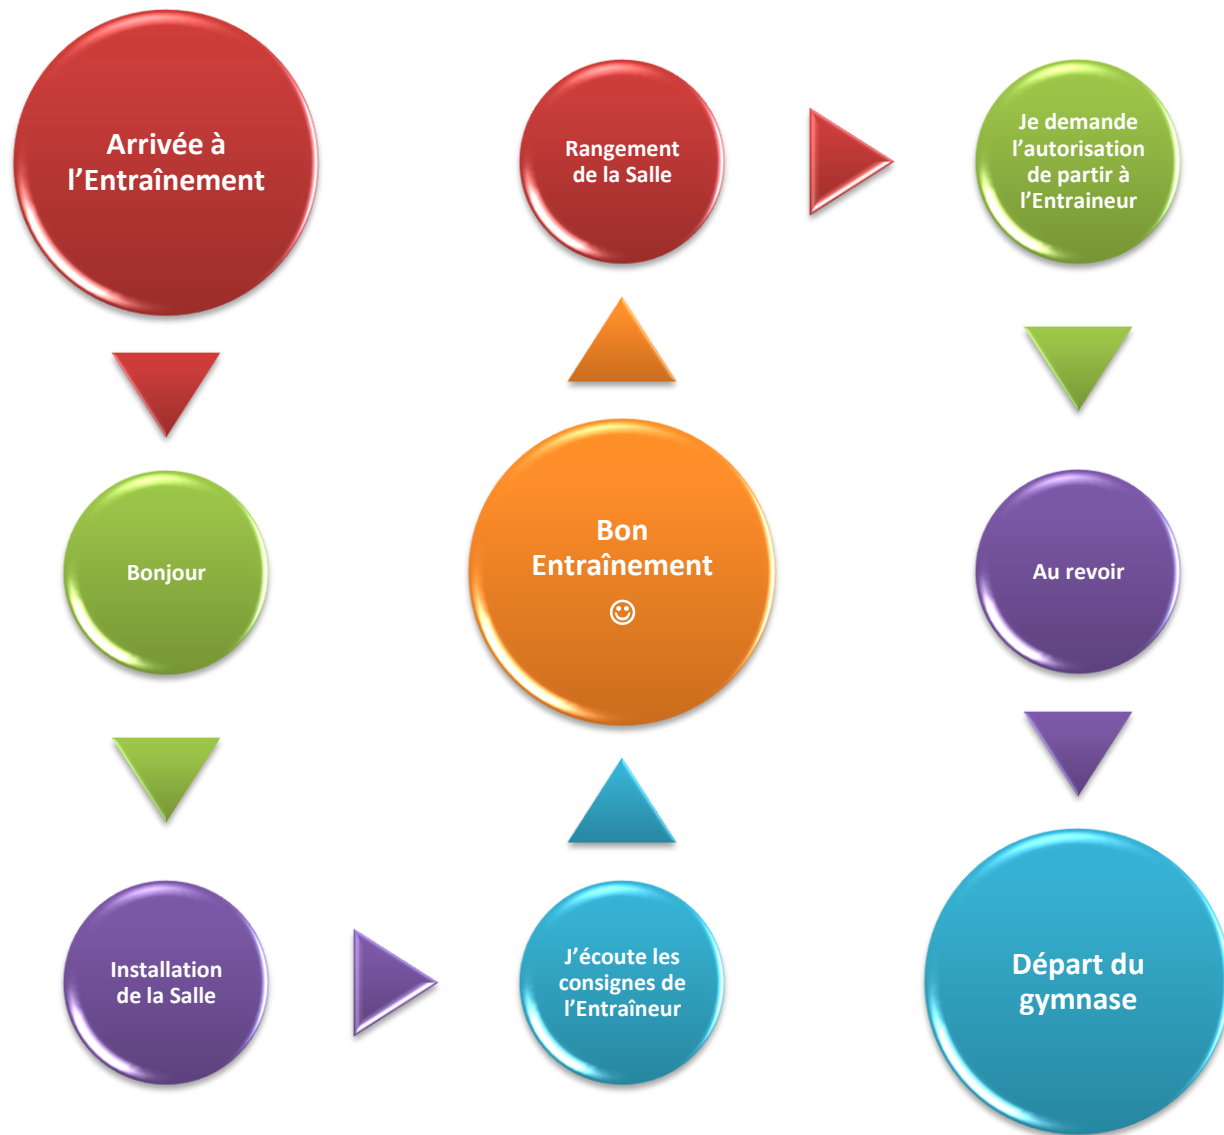 Arrivée à
l’Entraînement
Bonjour
Installation
de la Salle
J’écoute les
consignes de
l’Entraîneur
Bon
Entraînement
☺
Rangement
de la Salle
Je demande
l’autorisation
de partir à
l’Entraineur
Au revoir
Départ du
gymnase